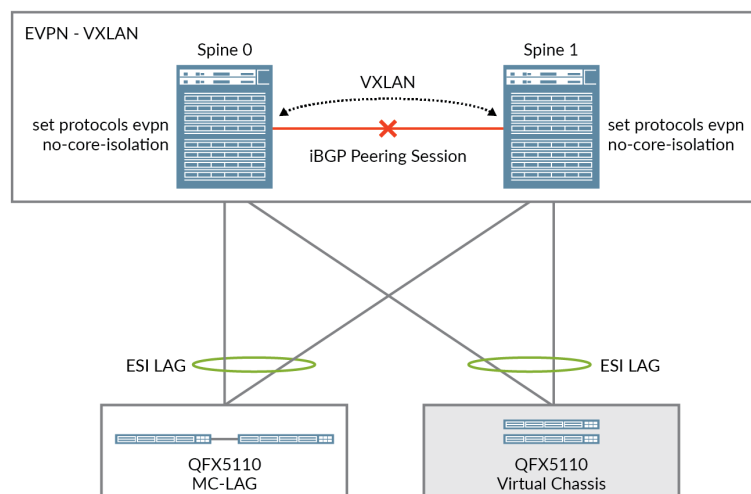 EVPN - VXLAN
Spine 0
Spine 1
VXLAN
set protocols evpn
no-core-isolation
set protocols evpn
no-core-isolation
iBGP Peering Session
ESI LAG
ESI LAG
QFX5110
MC-LAG
QFX5110
Virtual Chassis